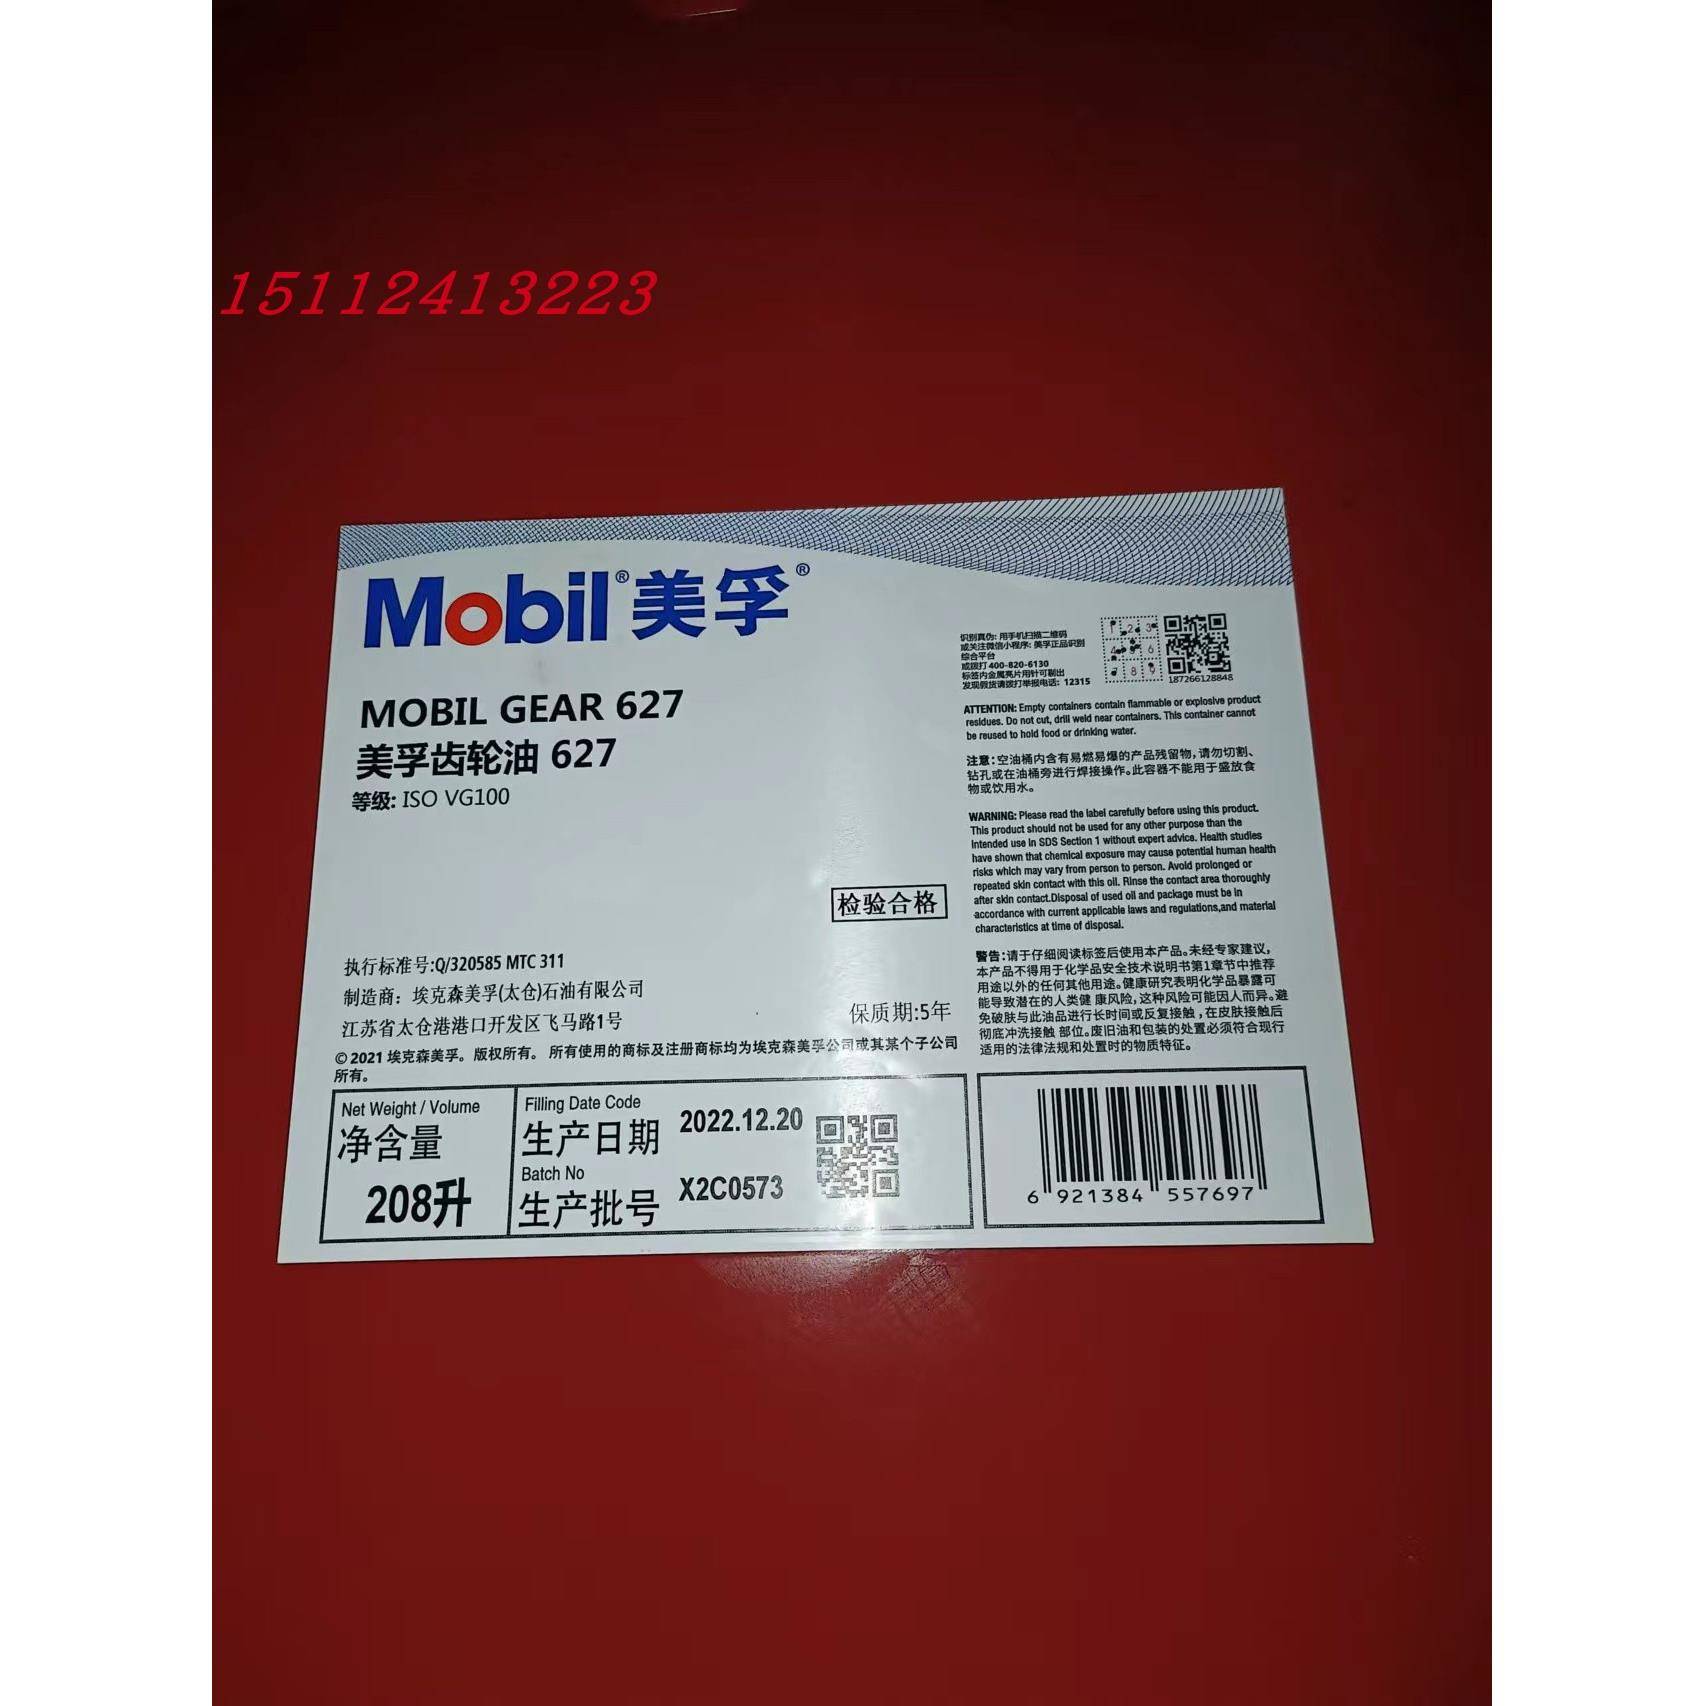 15112413223
Mobil®美孚®
MOBIL GEAR 627
美孚齿轮油 627
等级: ISO VG100
检验合格
执行标准号:Q/320585 MTC 311
制造商：埃克森美孚(太仓)石油有限公司
江苏省太仓港港口开发区飞马路1号
保质期:5年
© 2021 埃克森美孚。版权所有。 所有使用的商标及注册商标均为埃克森美孚公司或其某个子公司
所有。
识别真伪: 用手机扫描二维码
或关注微信小程序: 美孚正品识别
综合平台
或拨打 400-820-6130
标签内金属亮片用针可剔出
发现假货请拨打举报电话: 12315
1 2 3
4 5 6
7 8 9
187266128848
ATTENTION: Empty containers contain flammable or explosive product
residues. Do not cut, drill weld near containers. This container cannot
be reused to hold food or drinking water.
注意: 空油桶内含有易燃易爆的产品残留物, 请勿切割、
钻孔或在油桶旁进行焊接操作。此容器不能用于盛放食
物或饮用水。
WARNING: Please read the label carefully before using this product.
This product should not be used for any other purpose than the
intended use in SDS Section 1 without expert advice. Health studies
have shown that chemical exposure may cause potential human health
risks which may vary from person to person. Avoid prolonged or
repeated skin contact with this oil. Rinse the contact area thoroughly
after skin contact.Disposal of used oil and package must be in
accordance with current applicable laws and regulations,and material
characteristics at time of disposal.
警告: 请于仔细阅读标签后使用本产品。未经专家建议,
本产品不得用于化学品安全技术说明书第1章节中推荐
用途以外的任何其他用途。健康研究表明化学品暴露可
能导致潜在的人类健 康风险, 这种风险可能因人而异。避
免破肤与此油品进行长时间或反复接触 , 在皮肤接触后
彻底冲洗接触 部位。废旧油和包装的处置必须符合现行
适用的法律法规和处置时的物质特征。
Net Weight / Volume
净含量
208升
Filling Date Code
生产日期 2022.12.20
Batch No
生产批号 X2C0573
6 921384 557697